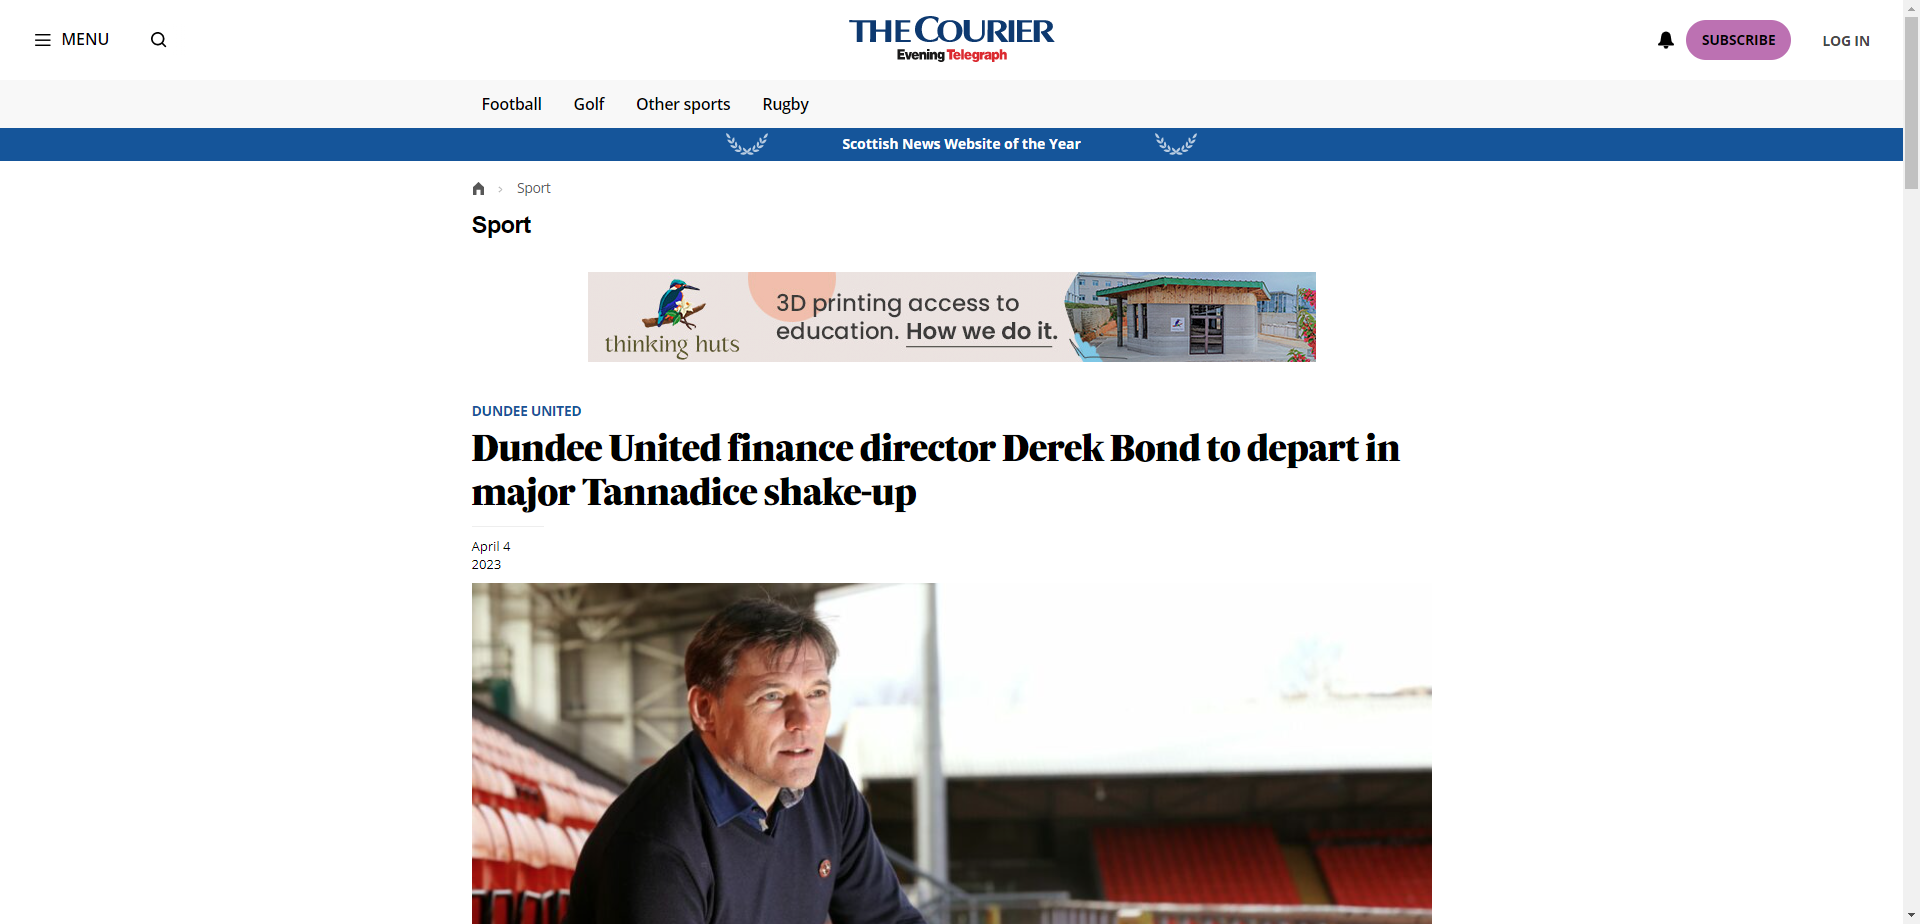 MENU
THE COURIER
Evening Telegraph
SUBSCRIBE
LOG IN
Football
Golf
Other sports
Rugby
Scottish News Website of the Year
Sport
Sport
thinking huts
3D printing access to
education. How we do it.
DUNDEE UNITED
Dundee United finance director Derek Bond to depart in
major Tannadice shake-up
April 4
2023